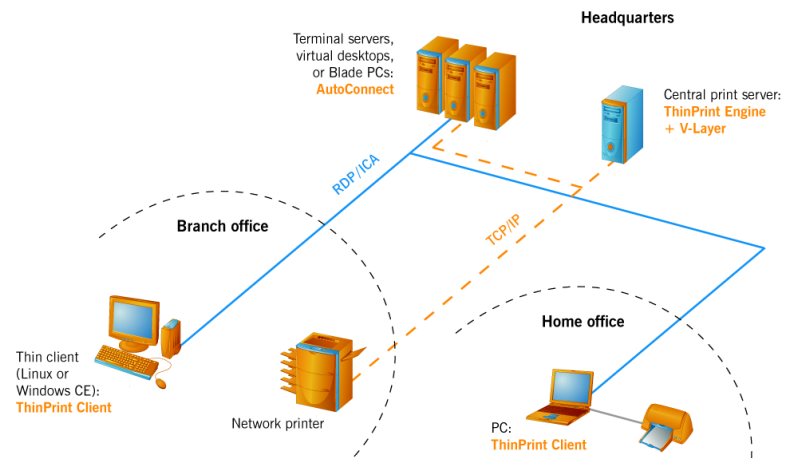 Headquarters
Terminal servers,
virtual desktops,
or Blade PCs:
AutoConnect
Central print server:
ThinPrint Engine
+ V-Layer
RDP/ICA
TCP/IP
Branch office
Home office
Thin client
(Linux or
Windows CE):
ThinPrint Client
Network printer
PC:
ThinPrint Client